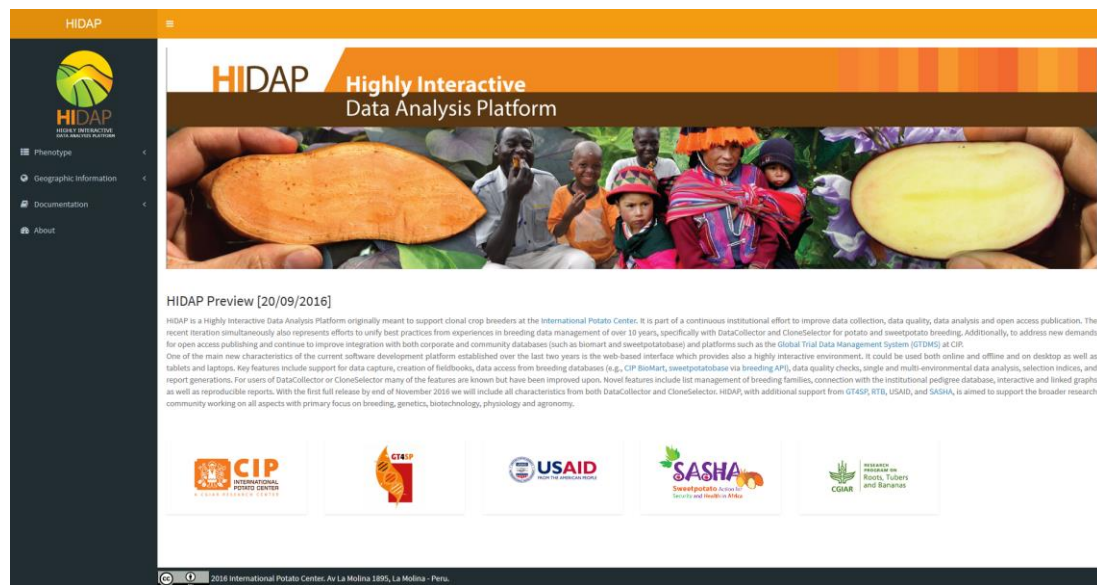 HIDAP
HIDAP
HIGHLY INTERACTIVE
DATA ANALYSIS PLATFORM
Phenotype
Geographic Information
Documentation
About
HIDAP
Highly Interactive
Data Analysis Platform
HIDAP Preview [20/09/2016]
HIDAP is a Highly Interactive Data Analysis Platform originally meant to support clonal crop breeders at the International Potato Center. It is part of a continuous institutional effort to improve data collection, data quality, data analysis and open access publication. The
recent iteration simultaneously also represents efforts to unify best practices from experiences in breeding data management of over 10 years, specifically with DataCollector and CloneSelector for potato and sweetpotato breeding. Additionally, to address new demands
for open access publishing and continue to improve integration with both corporate and community databases (such as biomart and sweetpotatobase) and platforms such as the Global Trial Data Management System (GTDMS) at CIP.
One of the main new characteristics of the current software development platform established over the last two years is the web-based interface which provides also a highly interactive environment. It could be used both online and offline and on desktop as well as
tablets and laptops. Key features include support for data capture, creation of fieldbooks, data access from breeding databases (e.g., CIP BioMart, sweetpotatobase via breeding API), data quality checks, single and multi-environmental data analysis, selection indices, and
report generations. For users of DataCollector or CloneSelector many of the features are known but have been improved upon. Novel features include list management of breeding families, connection with the institutional pedigree database, interactive and linked graphs
as well as reproducible reports. With the first full release by end of November 2016 we will include all characteristics from both DataCollector and CloneSelector. HIDAP, with additional support from GT4SP, RTB, USAID, and SASHA, is aimed to support the broader research
community working on all aspects with primary focus on breeding, genetics, biotechnology, physiology and agronomy.
CIP
INTERNATIONAL
POTATO CENTER
A CGIAR RESEARCH CENTER
GT4SP
USAID
FROM THE AMERICAN PEOPLE
SASHA
Sweetpotato Action for
Security and Health in Africa
CGIAR
RESEARCH
PROGRAM ON
Roots, Tubers
and Bananas
cc
2016 International Potato Center. Av La Molina 1895, La Molina - Peru.